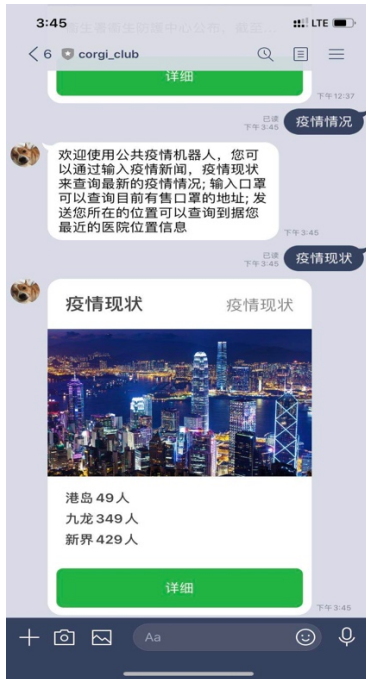 3:45
LTE
6 corgi_club
详细
下午12:37
已读
下午3:45
疫情情况
欢迎使用公共疫情机器人，您可
以通过输入疫情新闻，疫情现状
来查询最新的疫情情况; 输入口罩
可以查询目前有售口罩的地址; 发
送您所在的位置可以查询到据您
最近的医院位置信息
下午3:45
已读
下午3:45
疫情现状
疫情现状 疫情现状
港岛49人
九龙349人
新界429人
详细
下午3:45
Aa